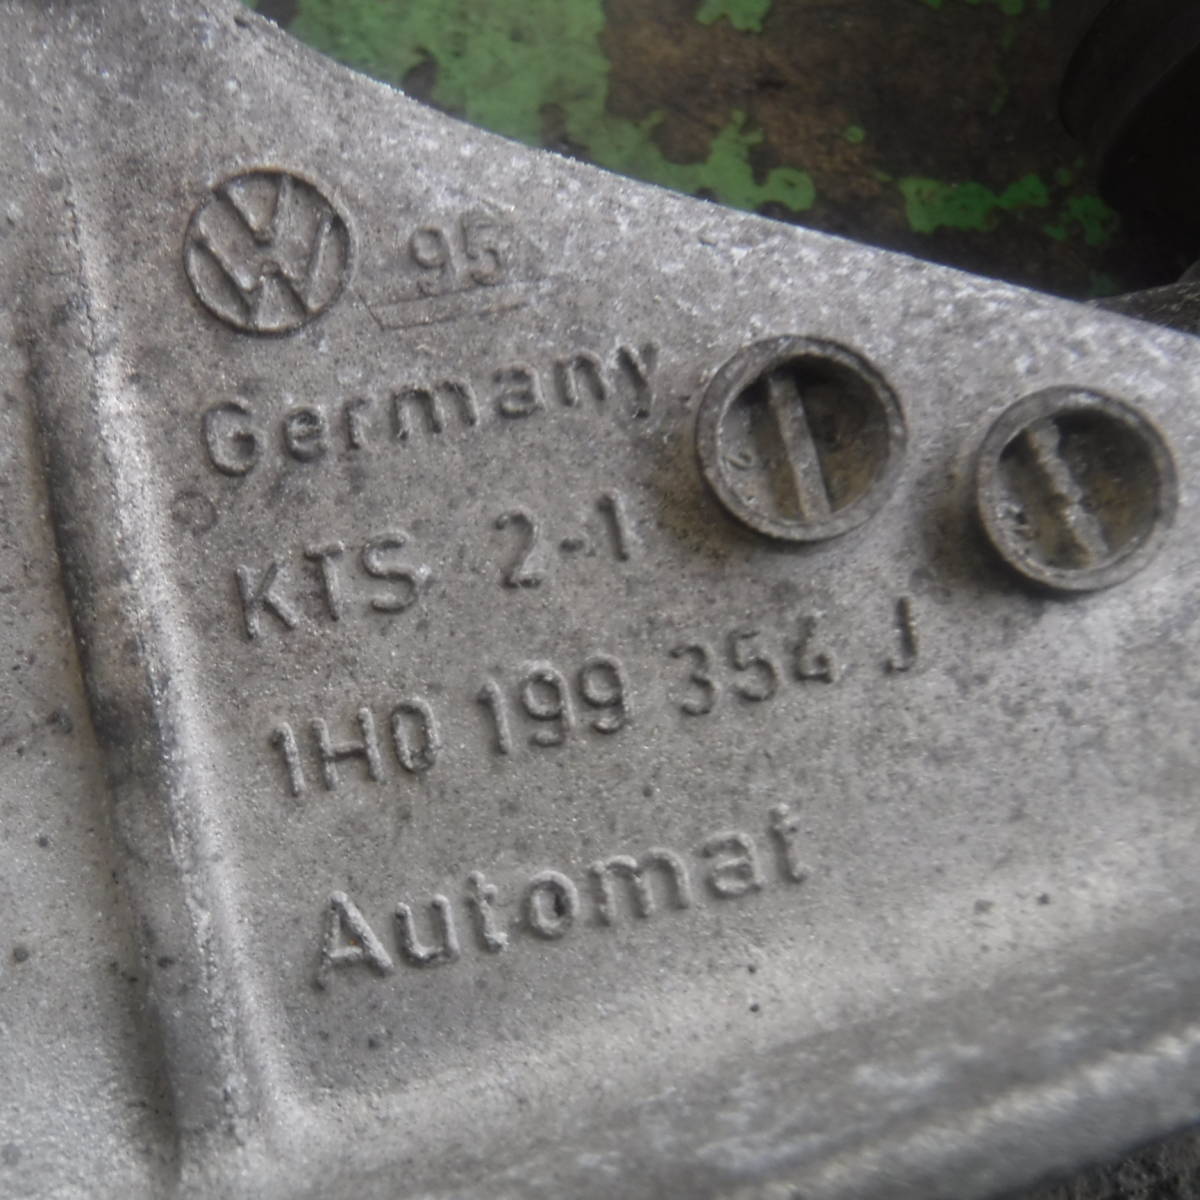 95
Germany
KTS 2-1
1H0 199 354 J
Automat